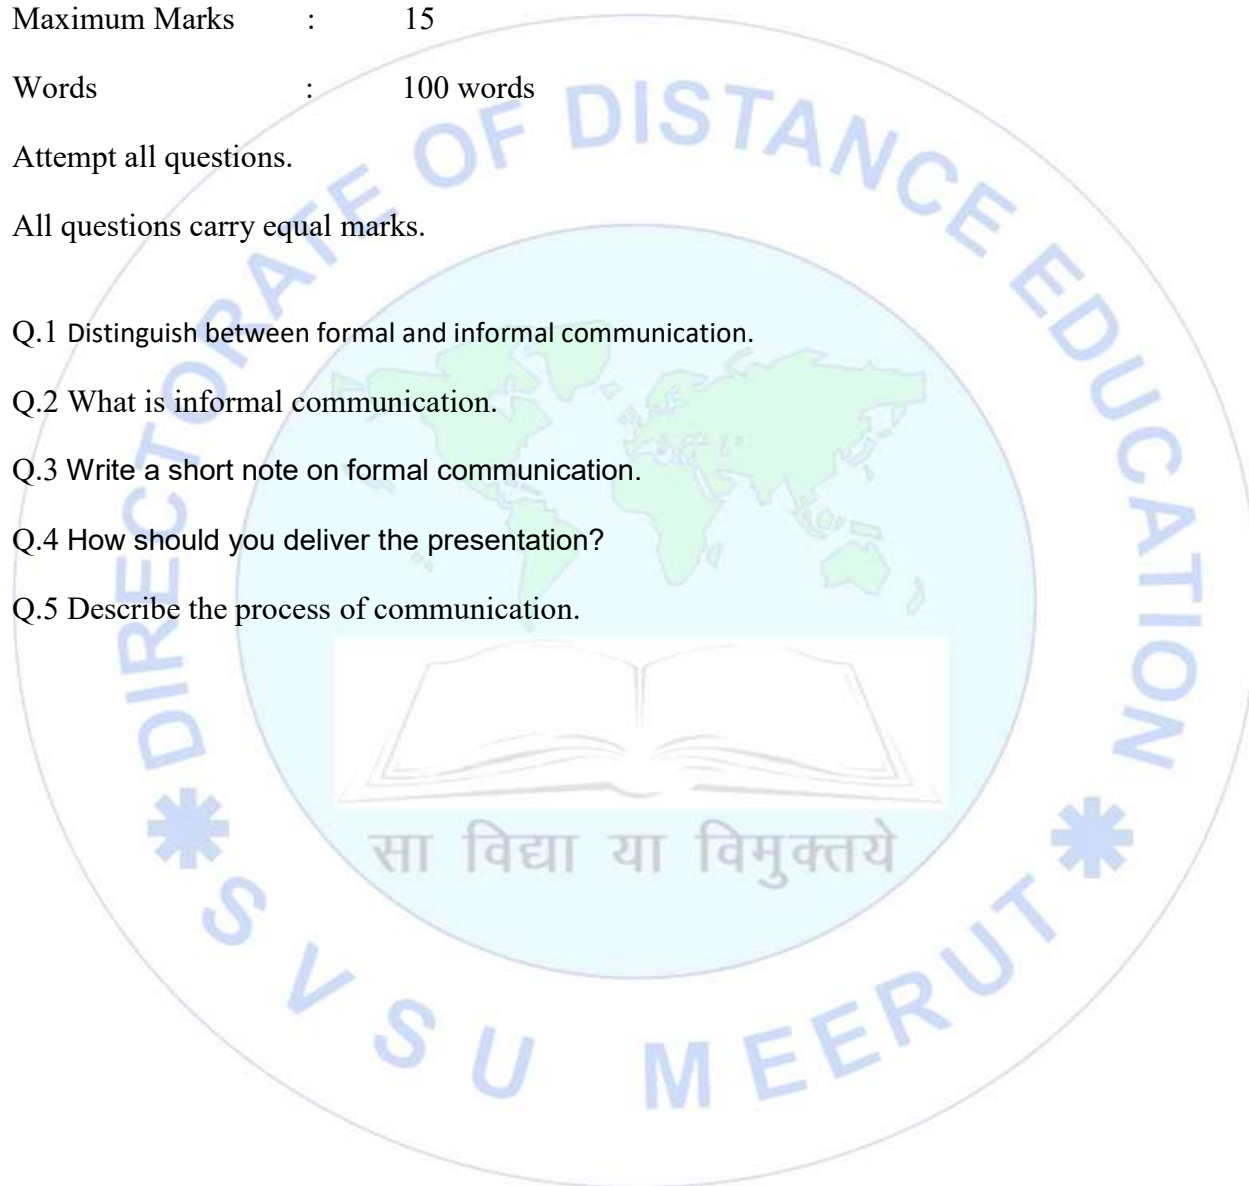 Maximum Marks : 15
Words : 100 words
Attempt all questions.
All questions carry equal marks.
Q.1 Distinguish between formal and informal communication.
Q.2 What is informal communication.
Q.3 Write a short note on formal communication.
Q.4 How should you deliver the presentation?
Q.5 Describe the process of communication.
DIRECTORATE OF DISTANCE EDUCATION
सा विद्या या विमुक्तये
SVSU MEERUT